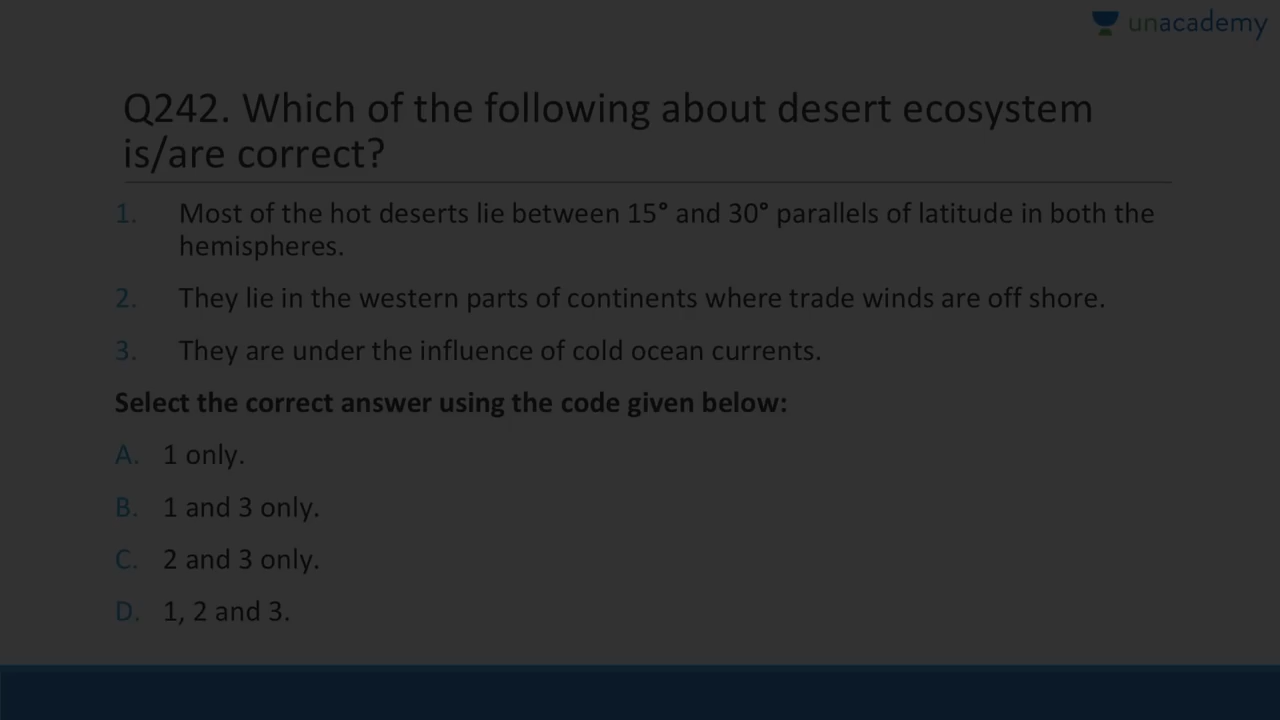 unacademy
Q242. Which of the following about desert ecosystem
is/are correct?
1. Most of the hot deserts lie between 15° and 30° parallels of latitude in both the
hemispheres.
2. They lie in the western parts of continents where trade winds are off shore.
3. They are under the influence of cold ocean currents.
Select the correct answer using the code given below:
A. 1 only.
B. 1 and 3 only.
C. 2 and 3 only.
D. 1, 2 and 3.